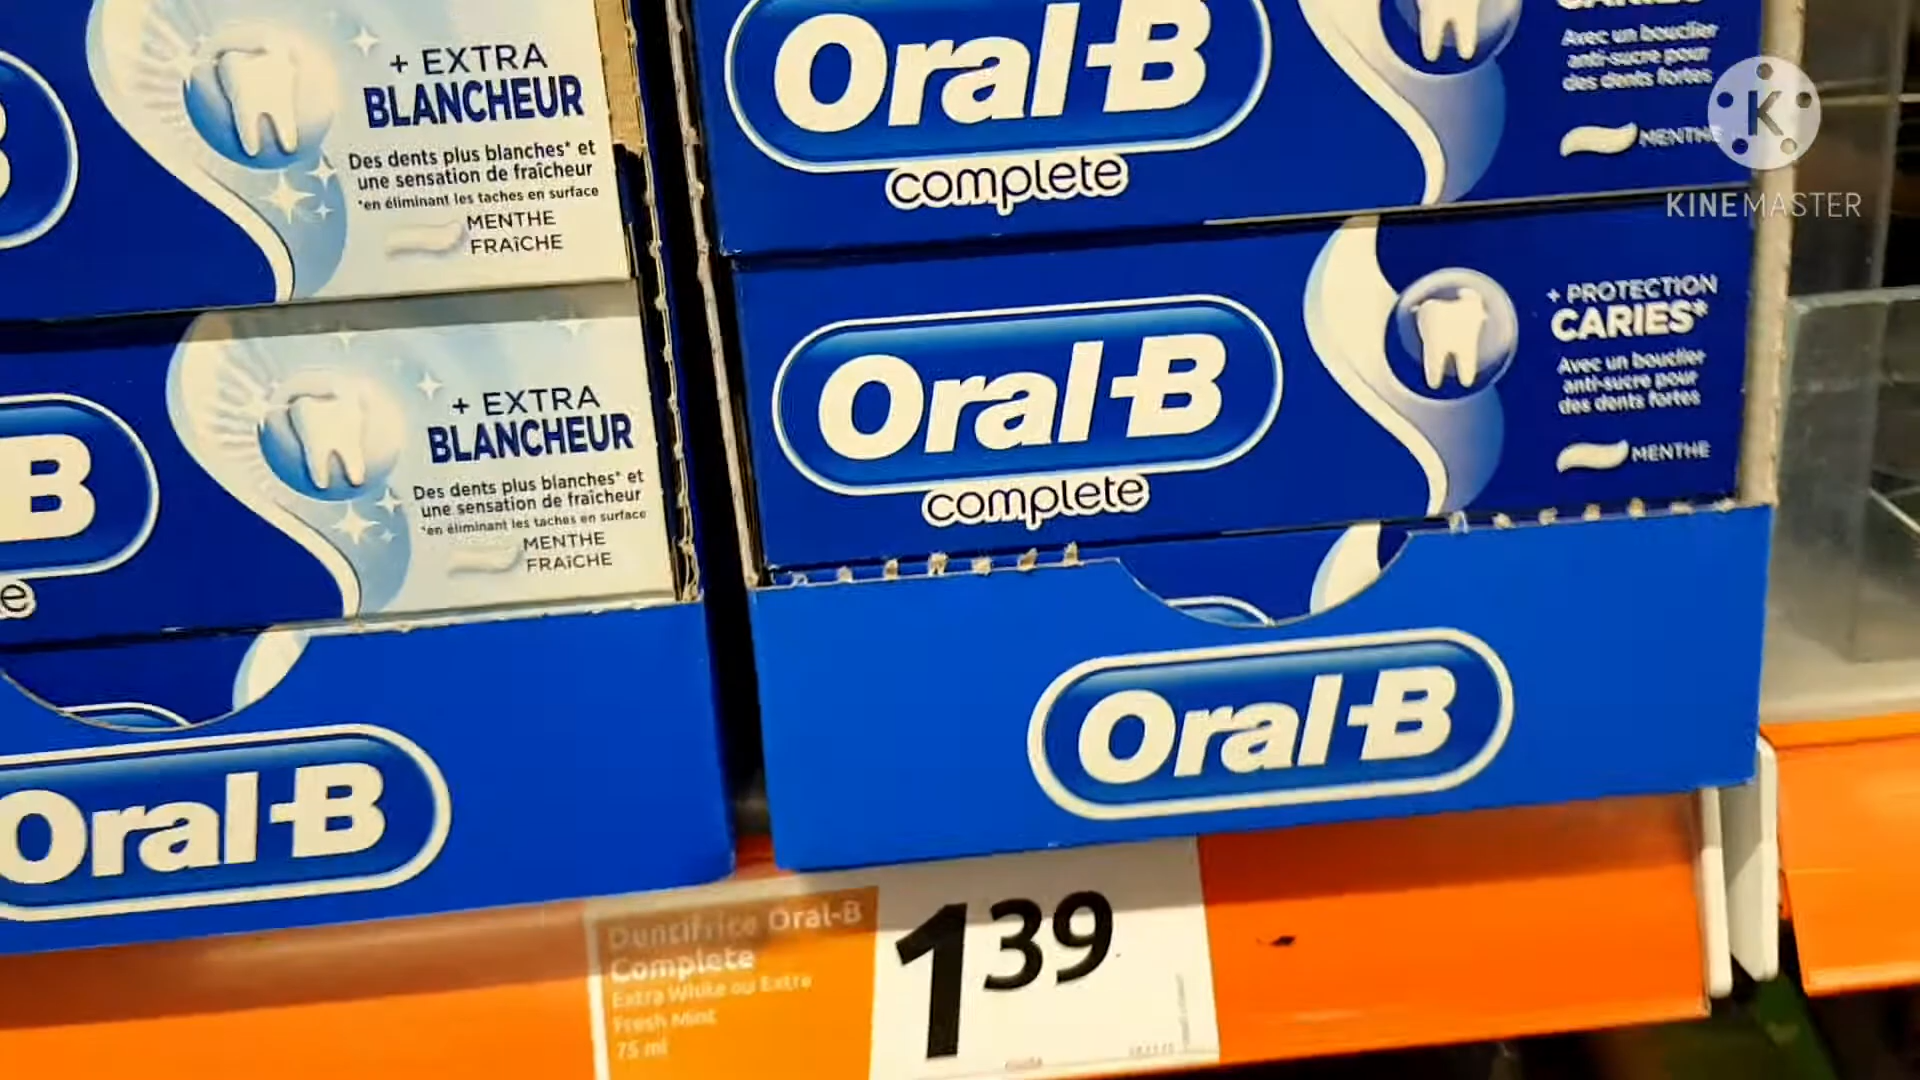 + EXTRA
BLANCHEUR
Des dents plus blanches* et
une sensation de fraîcheur
*en éliminant les taches en surface
MENTHE
FRAÎCHE
Oral-B
complete
Avec un bouclier
anti-sucre pour
des dents fortes
MENTHE
KINEMASTER
B
+ EXTRA
BLANCHEUR
Des dents plus blanches* et
une sensation de fraîcheur
*en éliminant les taches en surface
MENTHE
FRAÎCHE
Oral-B
complete
+ PROTECTION
CARIES*
Avec un bouclier
anti-sucre pour
des dents fortes
MENTHE
Oral-B
Oral-B
Dentifrice Oral-B
Complete
Extra White ou Extra
Fresh Mint
75 ml
1 39